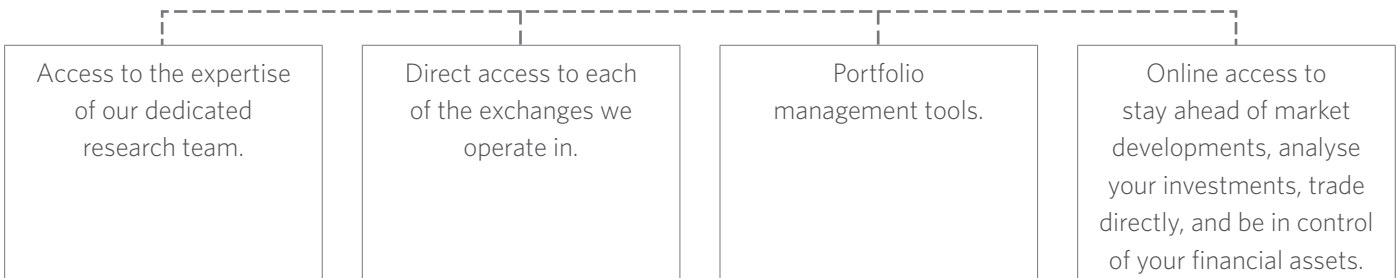 Access to the expertise
of our dedicated
research team.
Direct access to each
of the exchanges we
operate in.
Portfolio
management tools.
Online access to
stay ahead of market
developments, analyse
your investments, trade
directly, and be in control
of your financial assets.